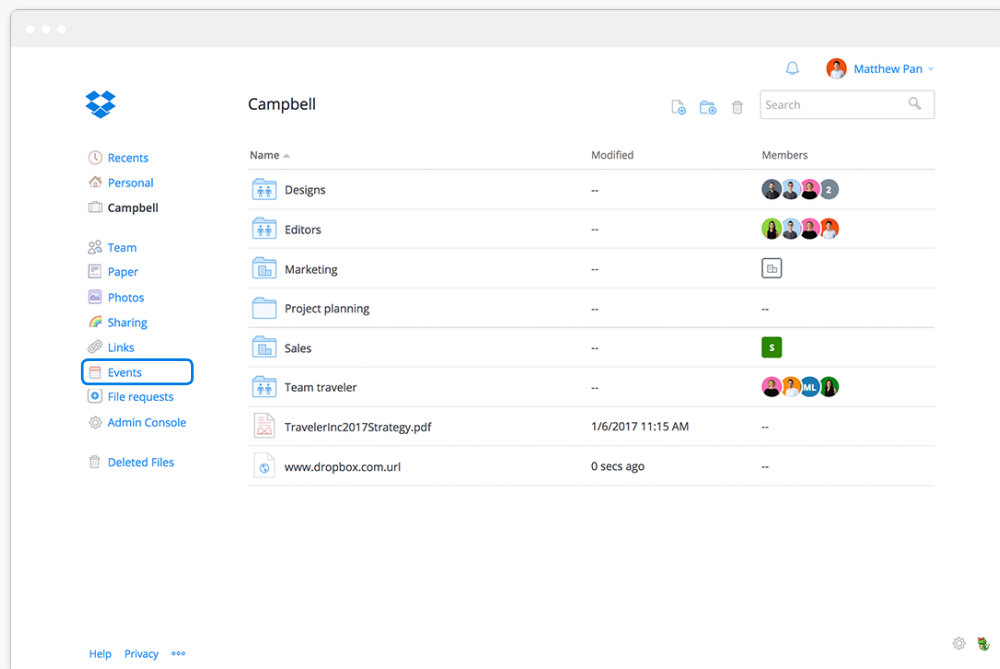 Matthew Pan
Campbell
Search
Recents
Personal
Campbell
Team
Paper
Photos
Sharing
Links
Events
File requests
Admin Console
Deleted Files
Name Modified Members
Designs -- 2
Editors --
Marketing --
Project planning -- --
Sales -- S
Team traveler -- ML
TravelerInc2017Strategy.pdf 1/6/2017 11:15 AM --
www.dropbox.com.url 0 secs ago --
Help Privacy